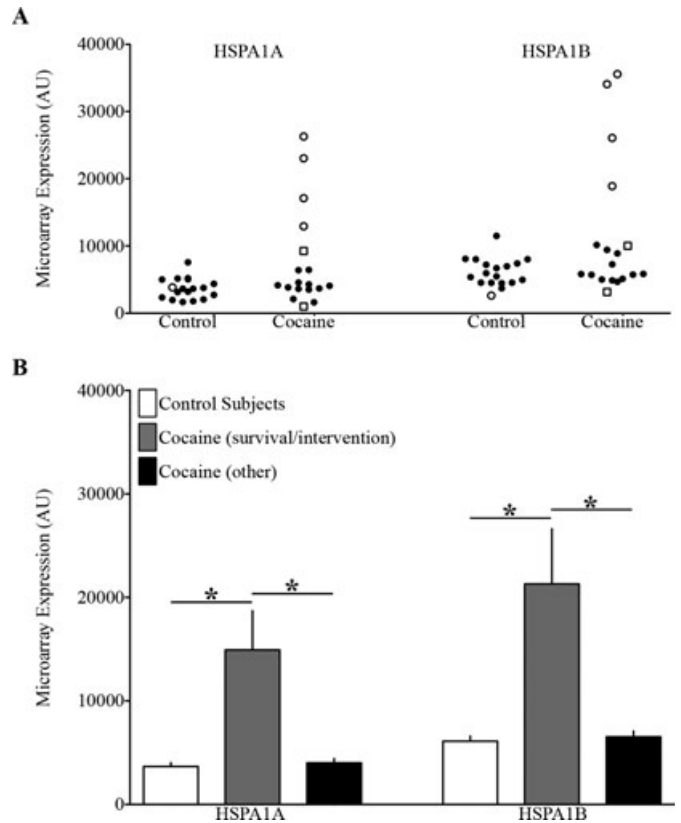 A
Microarray Expression (AU)
40000
30000
20000
10000
0
HSPA1A
HSPA1B
Control
Cocaine
Control
Cocaine
B
Microarray Expression (AU)
40000
30000
20000
10000
0
Control Subjects
Cocaine (survival/intervention)
Cocaine (other)
*
*
*
*
HSPA1A
HSPA1B